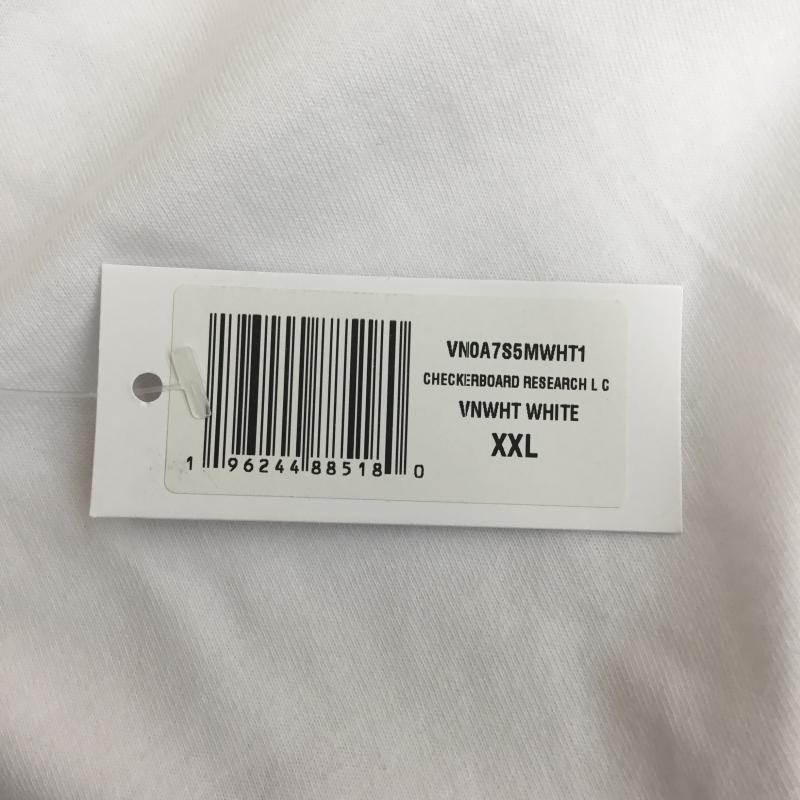 VN0A7S5MWHT1
CHECKERBOARD RESEARCH L C
VNWHT WHITE
XXL
1 96244 88518 0